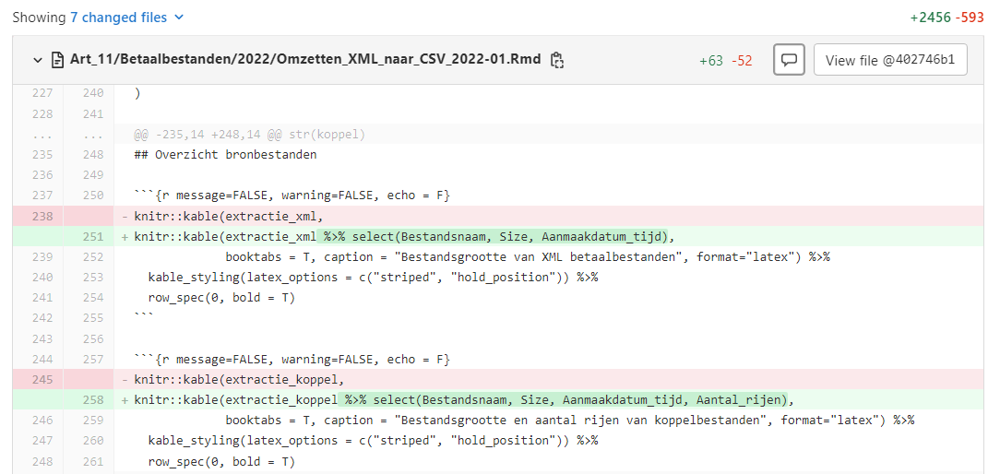 Showing 7 changed files
+2456 -593
Art_11/Betaalbestanden/2022/Omzetten_XML_naar_CSV_2022-01.Rmd
+63 -52
View file @402746b1
227 240 )
228 241
... ... @@ -235,14 +248,14 @@ str(koppel)
235 248 ## Overzicht bronbestanden
236 249
237 250 ```{r message=FALSE, warning=FALSE, echo = F}
238 - knitr::kable(extractie_xml,
251 + knitr::kable(extractie_xml %>% select(Bestandsnaam, Size, Aanmaakdatum_tijd),
239 252 booktabs = T, caption = "Bestandsgrootte van XML betaalbestanden", format="latex") %>%
240 253 kable_styling(latex_options = c("striped", "hold_position")) %>%
241 254 row_spec(0, bold = T)
242 255 ```
243 256
244 257 ```{r message=FALSE, warning=FALSE, echo = F}
245 - knitr::kable(extractie_koppel,
258 + knitr::kable(extractie_koppel %>% select(Bestandsnaam, Size, Aanmaakdatum_tijd, Aantal_rijen),
246 259 booktabs = T, caption = "Bestandsgrootte en aantal rijen van koppelbestanden", format="latex") %>%
247 260 kable_styling(latex_options = c("striped", "hold_position")) %>%
248 261 row_spec(0, bold = T)